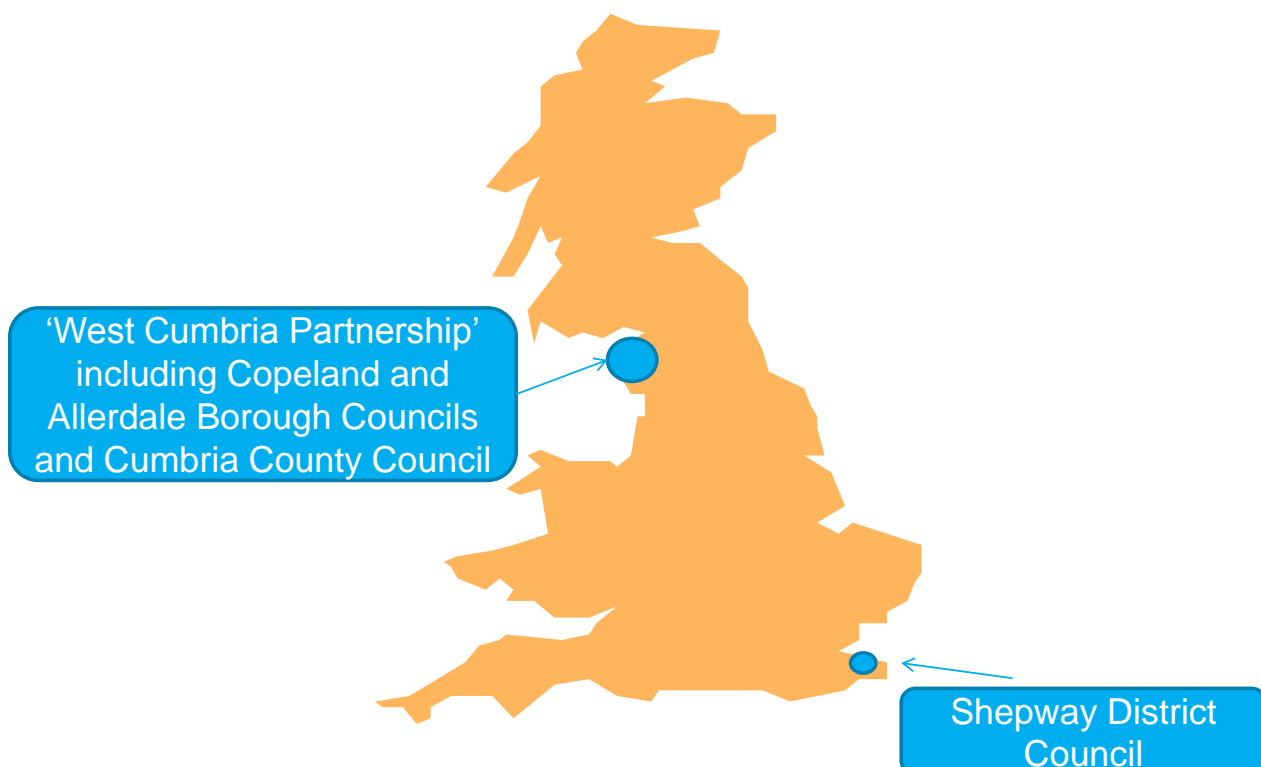 ‘West Cumbria Partnership’
including Copeland and
Allerdale Borough Councils
and Cumbria County Council
Shepway District
Council